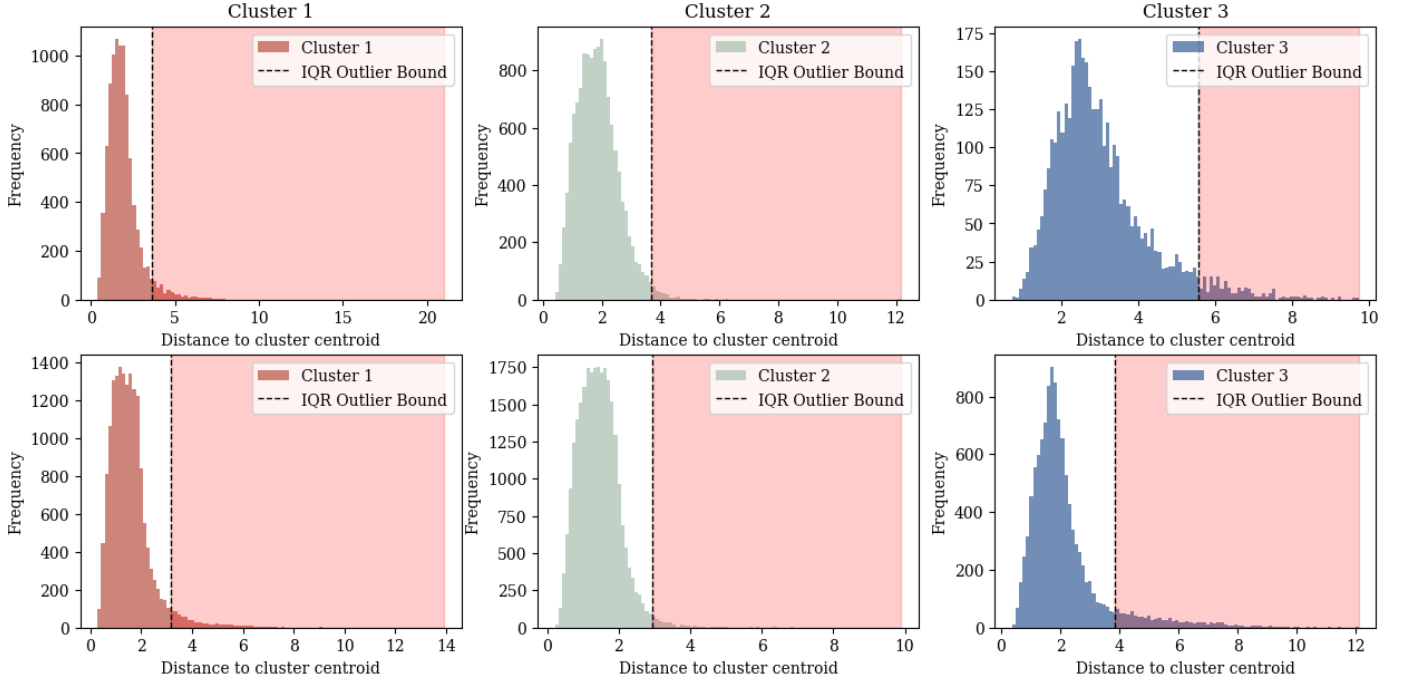 Cluster 1
Cluster 2
Cluster 3
Frequency
1000
800
600
400
200
0
Cluster 1
IQR Outlier Bound
0
5
10
15
20
Distance to cluster centroid
Frequency
800
600
400
200
0
Cluster 2
IQR Outlier Bound
0
2
4
6
8
10
12
Distance to cluster centroid
Frequency
175
150
125
100
75
50
25
0
Cluster 3
IQR Outlier Bound
2
4
6
8
10
Distance to cluster centroid
Frequency
1400
1200
1000
800
600
400
200
0
Cluster 1
IQR Outlier Bound
0
2
4
6
8
10
12
14
Distance to cluster centroid
Frequency
1750
1500
1250
1000
750
500
250
0
Cluster 2
IQR Outlier Bound
0
2
4
6
8
10
Distance to cluster centroid
Frequency
800
600
400
200
0
Cluster 3
IQR Outlier Bound
0
2
4
6
8
10
12
Distance to cluster centroid